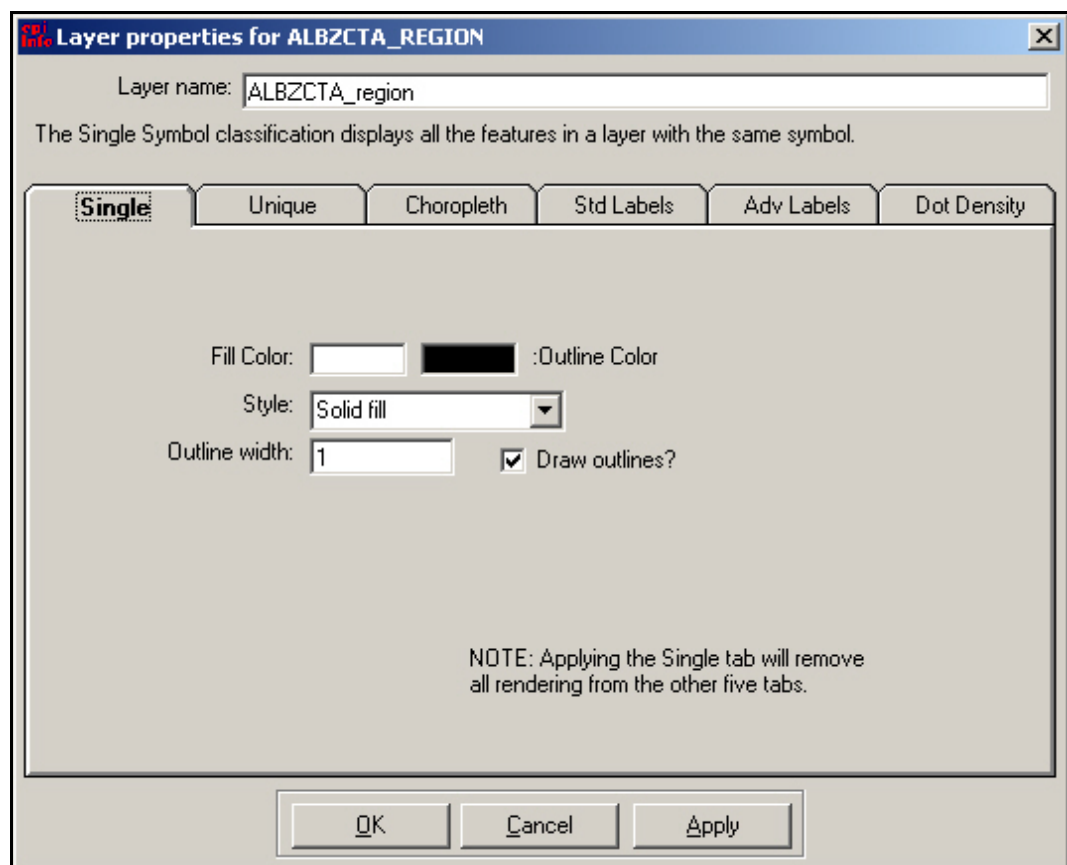 epi info Layer properties for ALBZCTA_REGION
Layer name: ALBZCTA_region
The Single Symbol classification displays all the features in a layer with the same symbol.
Single Unique Choropleth Std Labels Adv Labels Dot Density
Fill Color: :Outline Color
Style: Solid fill
Outline width: 1 Draw outlines?
NOTE: Applying the Single tab will remove
all rendering from the other five tabs.
OK Cancel Apply